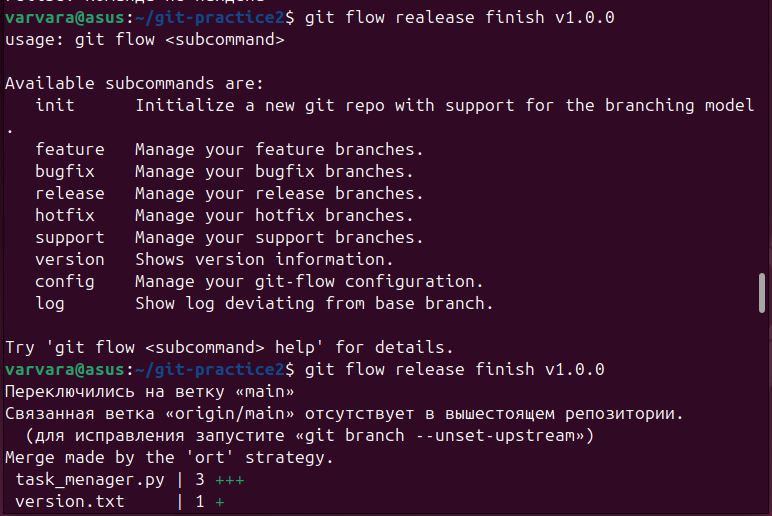 varvara@asus:~/git-practice2$ git flow realease finish v1.0.0
usage: git flow <subcommand>
Available subcommands are:
init Initialize a new git repo with support for the branching model
.
feature Manage your feature branches.
bugfix Manage your bugfix branches.
release Manage your release branches.
hotfix Manage your hotfix branches.
support Manage your support branches.
version Shows version information.
config Manage your git-flow configuration.
log Show log deviating from base branch.
Try 'git flow <subcommand> help' for details.
varvara@asus:~/git-practice2$ git flow release finish v1.0.0
Переключились на ветку «main»
Связанная ветка «origin/main» отсутствует в вышестоящем репозитории.
(для исправления запустите «git branch --unset-upstream»)
Merge made by the 'ort' strategy.
task_menager.py | 3 +++
version.txt | 1 +